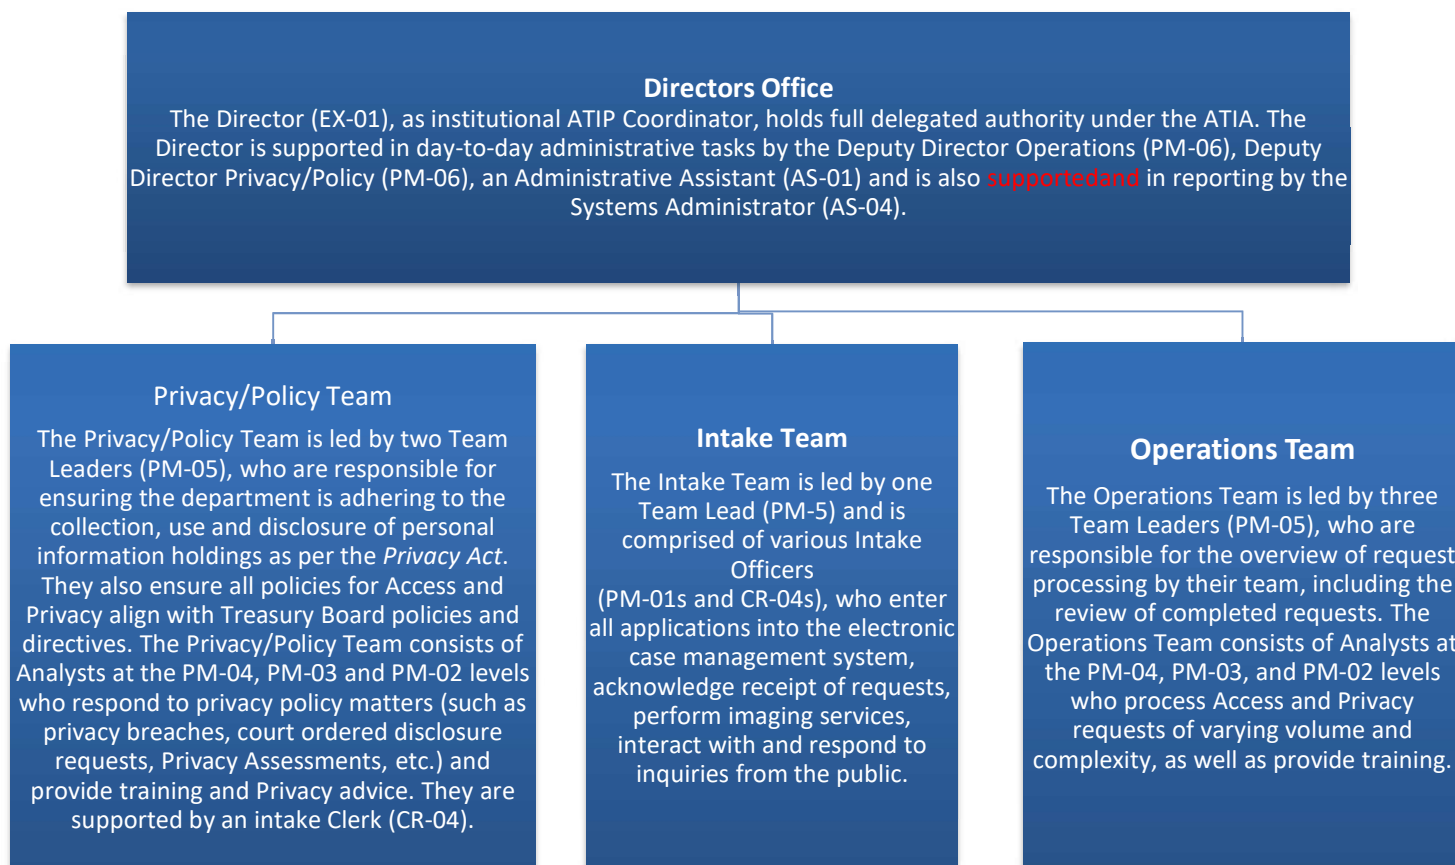 Directors Office
The Director (EX-01), as institutional ATIP Coordinator, holds full delegated authority under the ATIA. The
Director is supported in day-to-day administrative tasks by the Deputy Director Operations (PM-06), Deputy
Director Privacy/Policy (PM-06), an Administrative Assistant (AS-01) and is also supportedand in reporting by the
Systems Administrator (AS-04).
Privacy/Policy Team
The Privacy/Policy Team is led by two Team
Leaders (PM-05), who are responsible for
ensuring the department is adhering to the
collection, use and disclosure of personal
information holdings as per the Privacy Act.
They also ensure all policies for Access and
Privacy align with Treasury Board policies and
directives. The Privacy/Policy Team consists of
Analysts at the PM-04, PM-03 and PM-02 levels
who respond to privacy policy matters (such as
privacy breaches, court ordered disclosure
requests, Privacy Assessments, etc.) and
provide training and Privacy advice. They are
supported by an intake Clerk (CR-04).
Intake Team
The Intake Team is led by one
Team Lead (PM-5) and is
comprised of various Intake
Officers
(PM-01s and CR-04s), who enter
all applications into the electronic
case management system,
acknowledge receipt of requests,
perform imaging services,
interact with and respond to
inquiries from the public.
Operations Team
The Operations Team is led by three
Team Leaders (PM-05), who are
responsible for the overview of request
processing by their team, including the
review of completed requests. The
Operations Team consists of Analysts at
the PM-04, PM-03, and PM-02 levels
who process Access and Privacy
requests of varying volume and
complexity, as well as provide training.